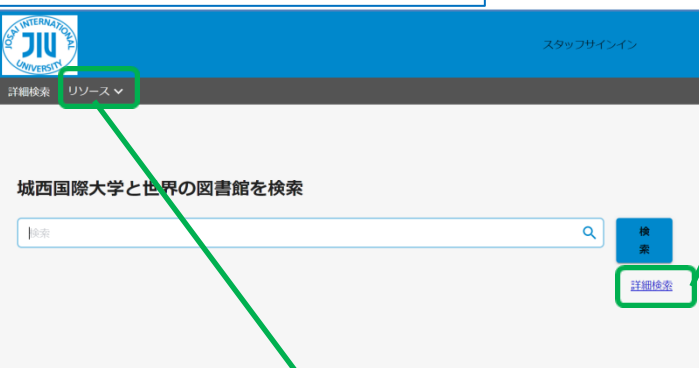 JOSAI INTERNATIONAL
JIU
UNIVERSITY
スタッフサインイン
詳細検索 リソース
城西国際大学と世界の図書館を検索
検索
検
索
詳細検索